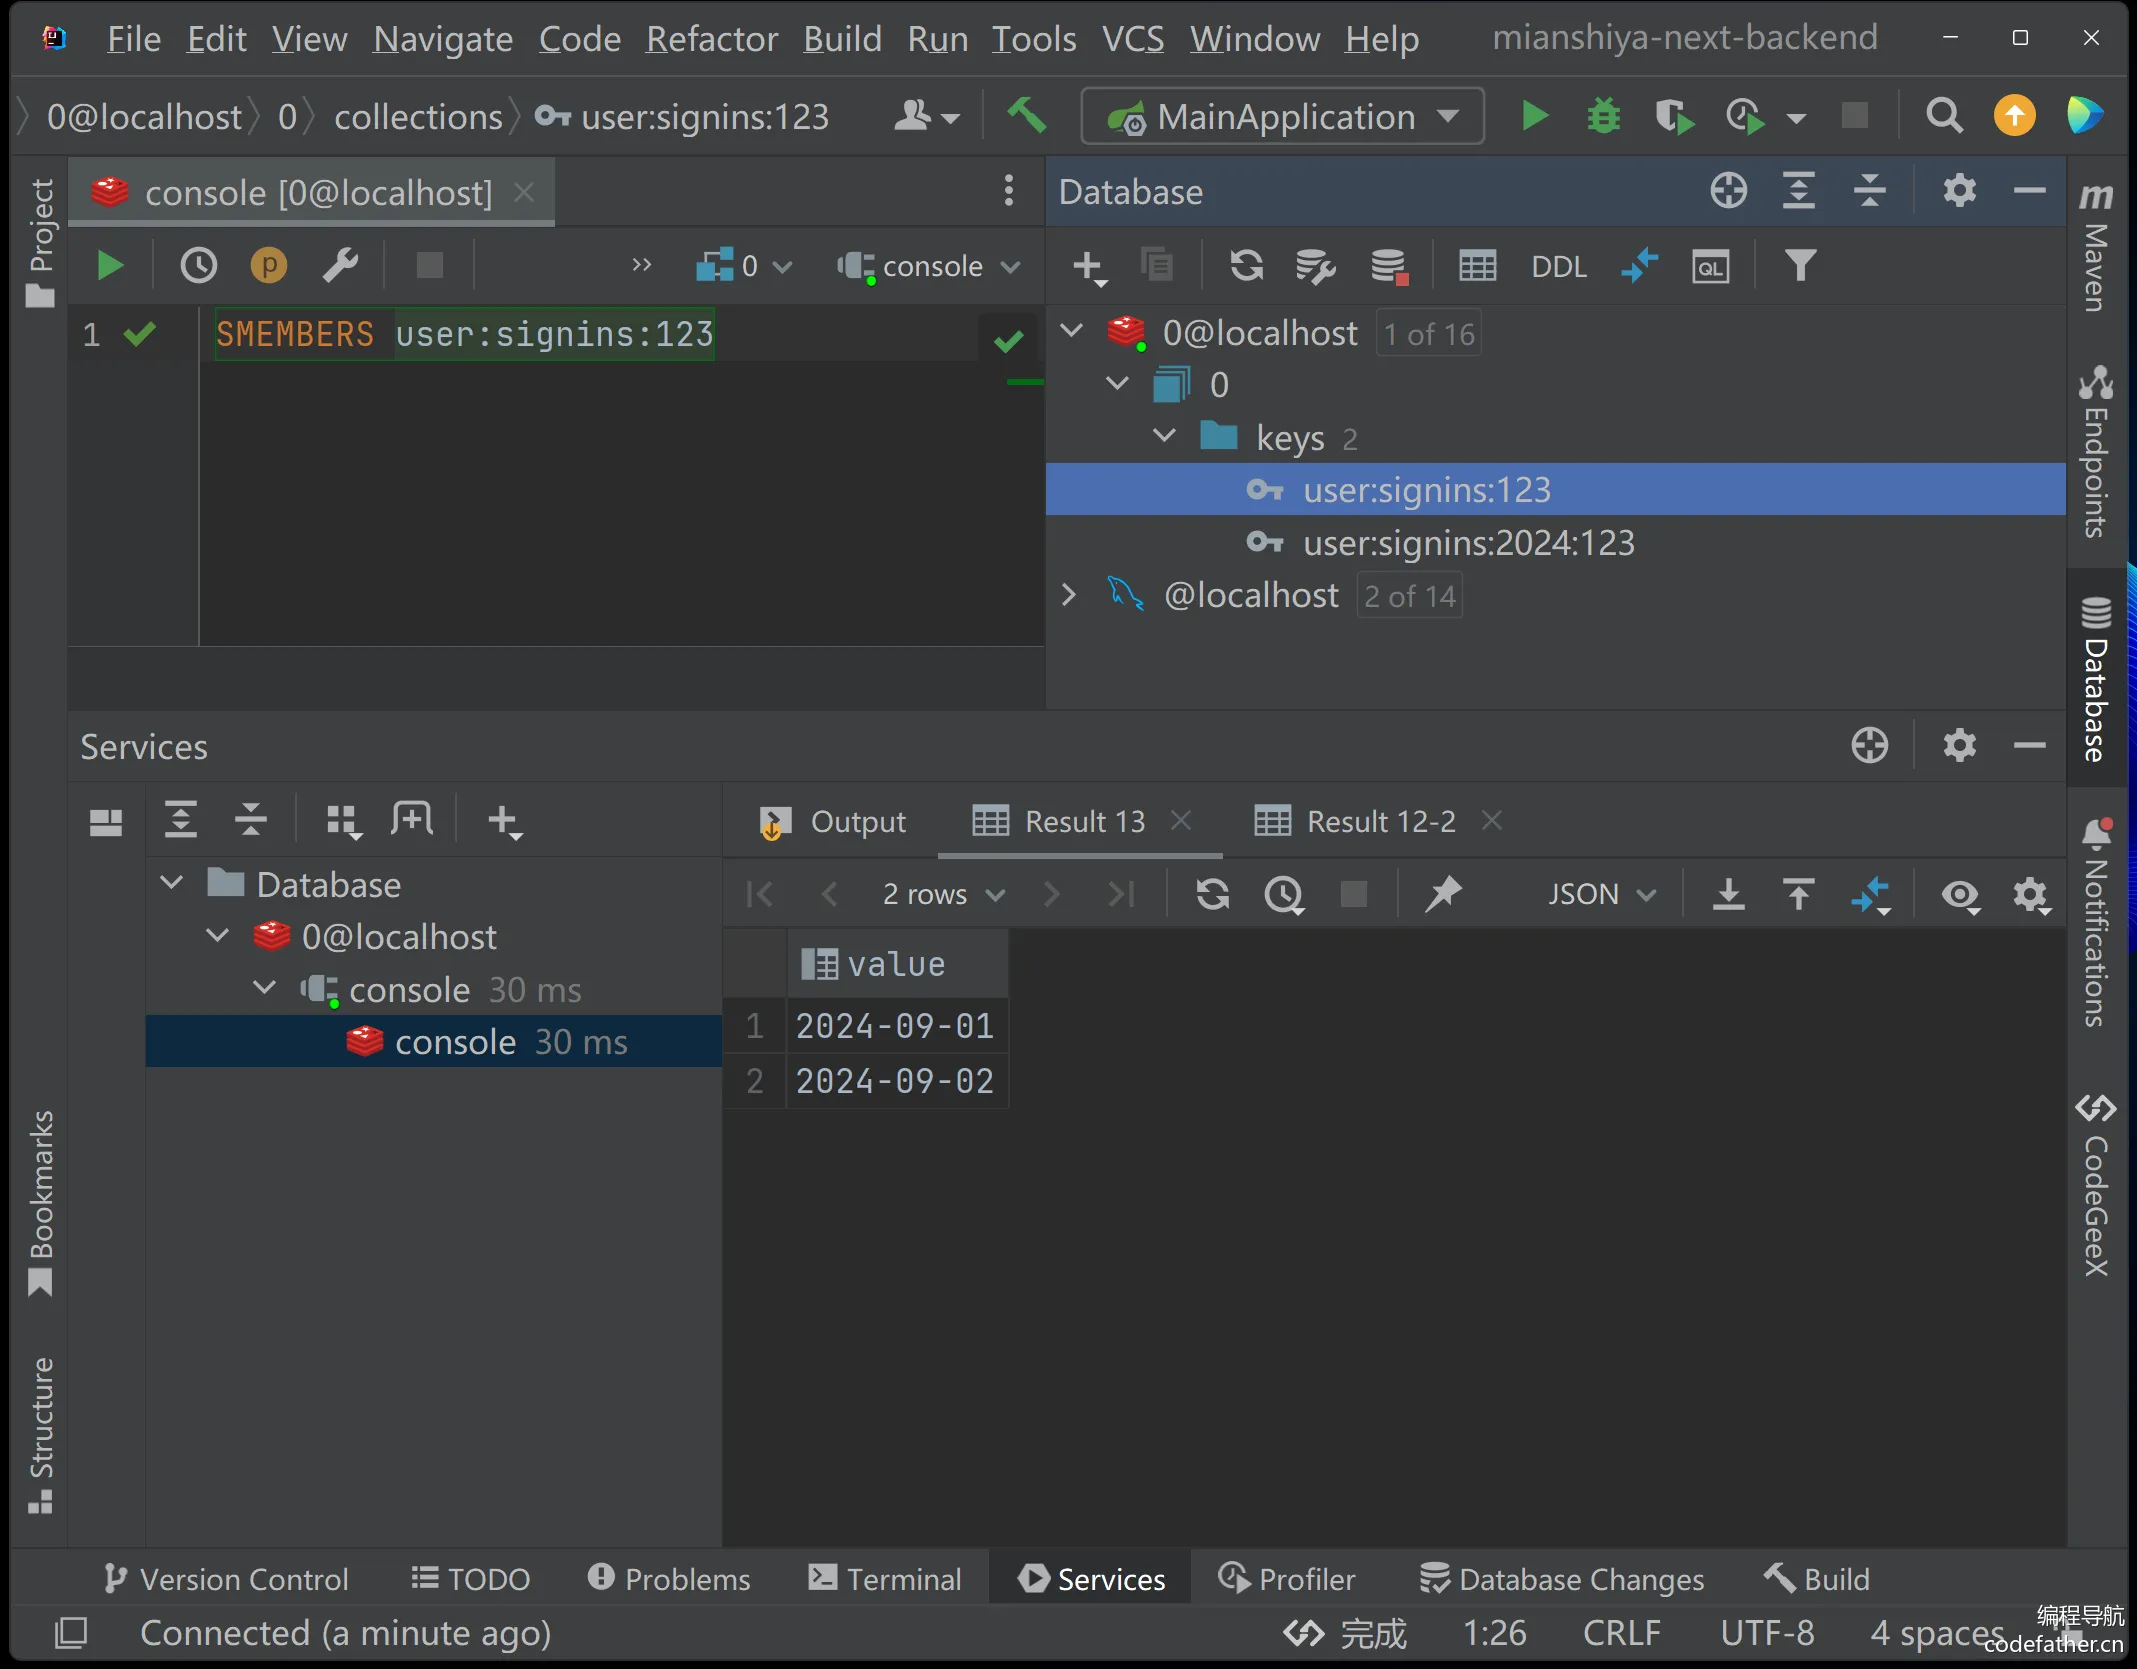 File Edit View Navigate Code Refactor Build Run Tools VCS Window Help mianshiya-next-backend
0@localhost 0 collections user:signins:123 MainApplication
Project
console [0@localhost]
0 console
1 SMEMBERS user:signins:123
Database
DDL QL
0@localhost 1 of 16
0
keys 2
user:signins:123
user:signins:2024:123
@localhost 2 of 14
m Maven
Endpoints
Database
Notifications
CodeGeeX
Services
Database
0@localhost
console 30 ms
console 30 ms
Output Result 13 Result 12-2
2 rows JSON
value
1 2024-09-01
2 2024-09-02
Bookmarks
Structure
Version Control TODO Problems Terminal Services Profiler Database Changes Build
Connected (a minute ago) 完成 1:26 CRLF UTF-8 4 spaces
编程导航
codefather.cn